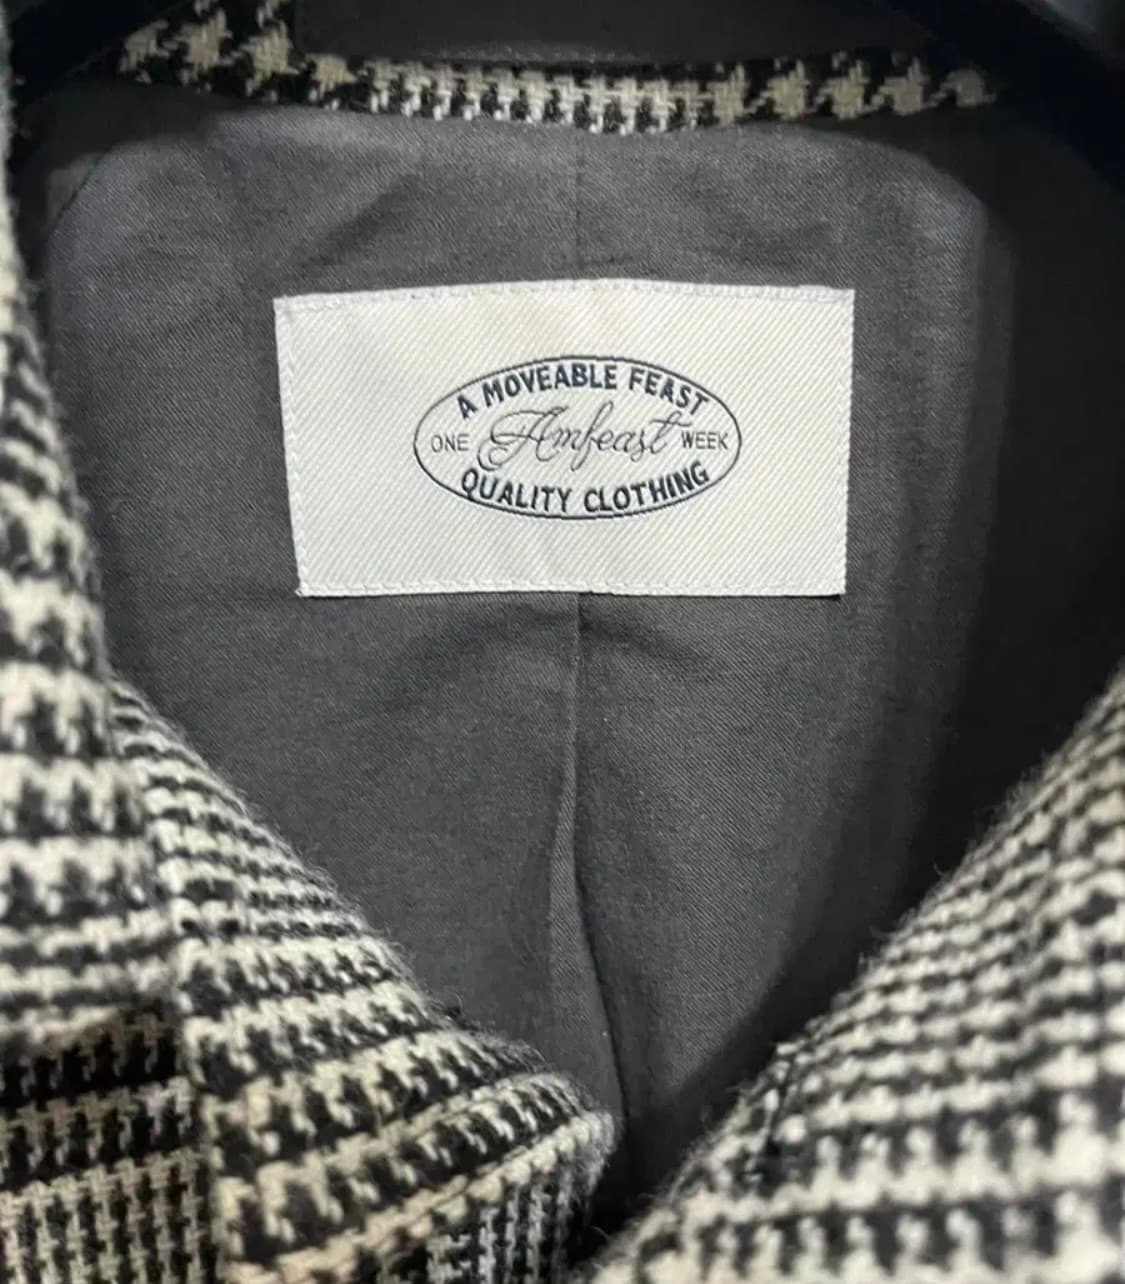 A MOVEABLE FEAST
ONE Amfeast WEEK
QUALITY CLOTHING